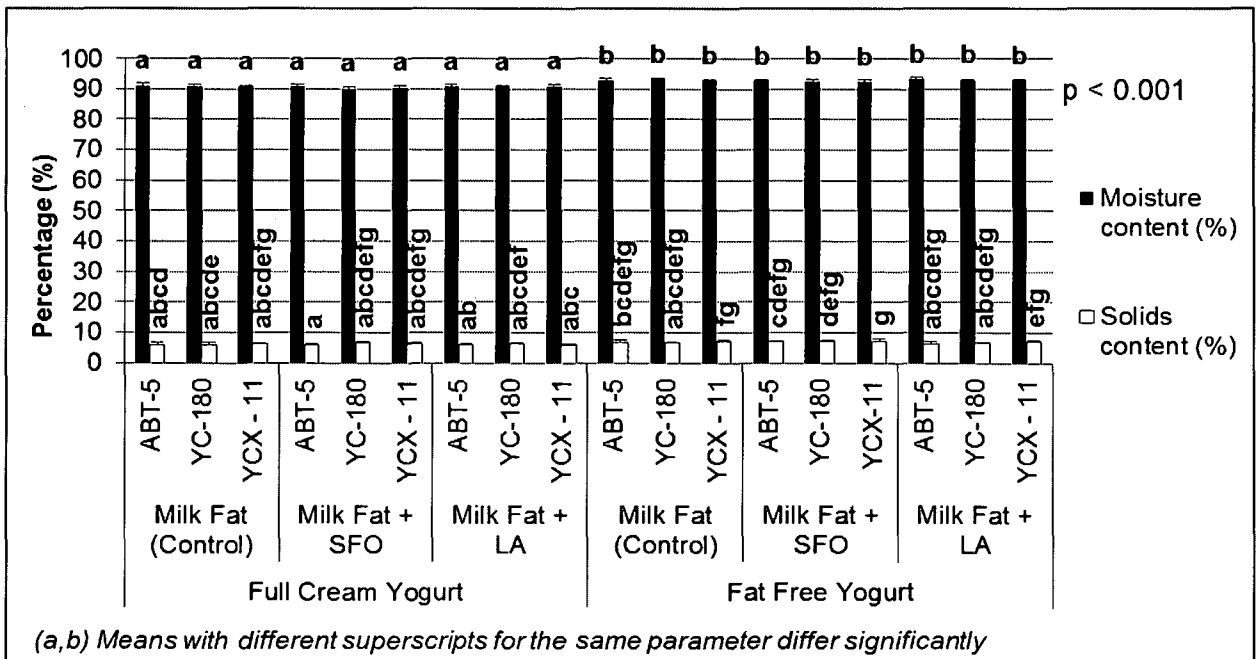 a a a a a a a a a b b b b b b b b b
100
90
80
70
60
50
40
30
20
10
0
Percentage (%)
p < 0.001
Moisture
content (%)
Solids
content (%)
abcd
abcde
abcdefg
a
abcdefg
abcdefg
ab
abcdef
abc
bcdefg
abcdefg
fg
cdefg
defg
g
abcdefg
abcdefg
efg
ABT-5
YC-180
YCX - 11
ABT-5
YC-180
YCX - 11
ABT-5
YC-180
YCX - 11
ABT-5
YC-180
YCX - 11
ABT-5
YC-180
YCX-11
ABT-5
YC-180
YCX - 11
Milk Fat
(Control)
Milk Fat +
SFO
Milk Fat +
LA
Milk Fat
(Control)
Milk Fat +
SFO
Milk Fat +
LA
Full Cream Yogurt
Fat Free Yogurt
(a,b) Means with different superscripts for the same parameter differ significantly